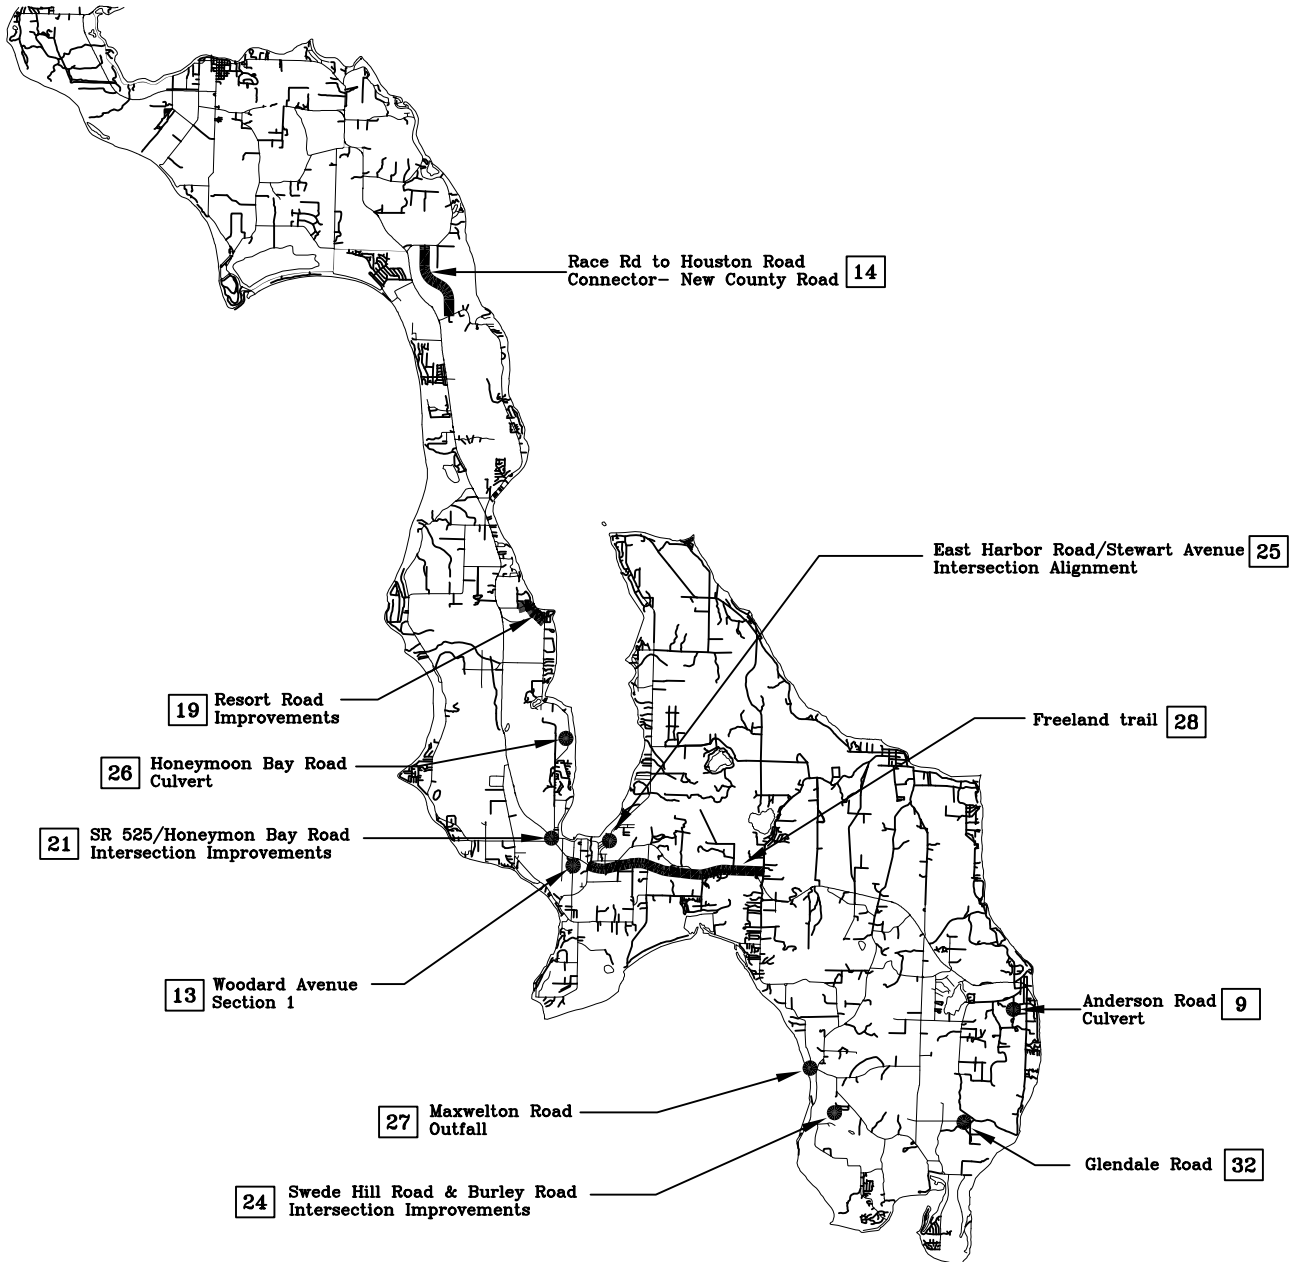 Race Rd to Houston Road
Connector- New County Road
14
East Harbor Road/Stewart Avenue
Intersection Alignment
25
19
Resort Road
Improvements
Freeland trail
28
26
Honeymoon Bay Road
Culvert
21
SR 525/Honeymon Bay Road
Intersection Improvements
13
Woodard Avenue
Section 1
Anderson Road
Culvert
9
27
Maxwelton Road
Outfall
Glendale Road
32
24
Swede Hill Road & Burley Road
Intersection Improvements